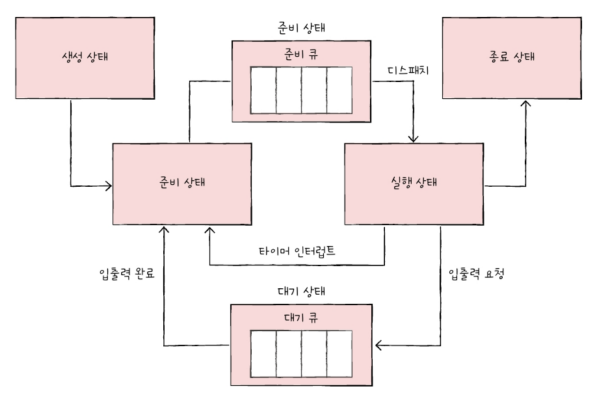 준비 상태
생성 상태
준비 큐
디스패치
종료 상태
준비 상태
실행 상태
타이머 인터럽트
입출력 완료
입출력 요청
대기 상태
대기 큐